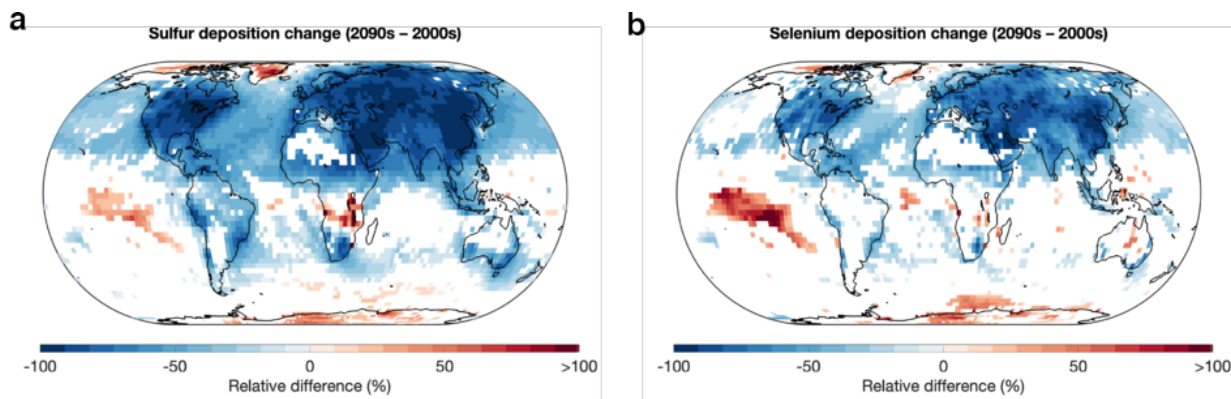 a
Sulfur deposition change (2090s – 2000s)
-100 -50 0 50 >100
Relative difference (%)
b
Selenium deposition change (2090s – 2000s)
-100 -50 0 50 >100
Relative difference (%)